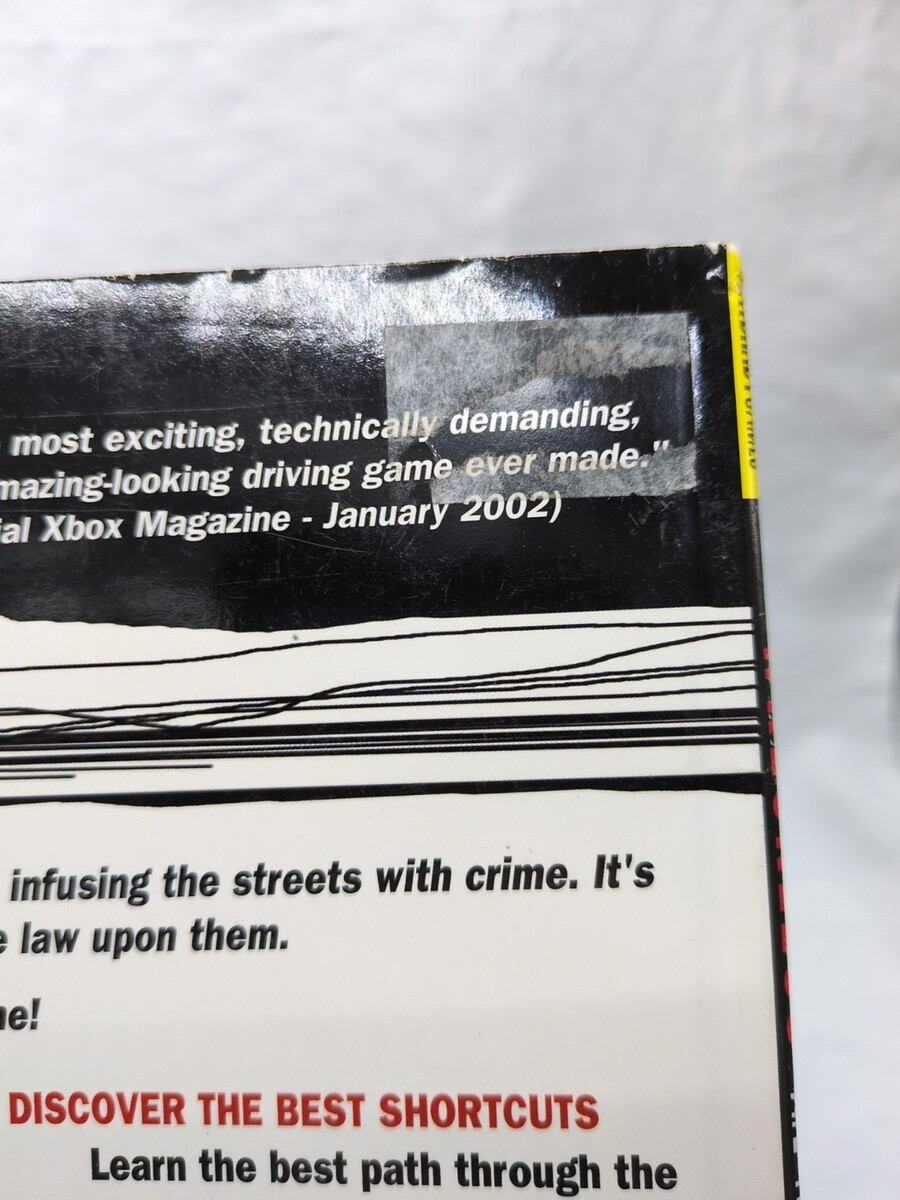 most exciting, technically demanding,
mazing-looking driving game ever made."
ial Xbox Magazine - January 2002)
infusing the streets with crime. It's
e law upon them.
ne!
DISCOVER THE BEST SHORTCUTS
Learn the best path through the